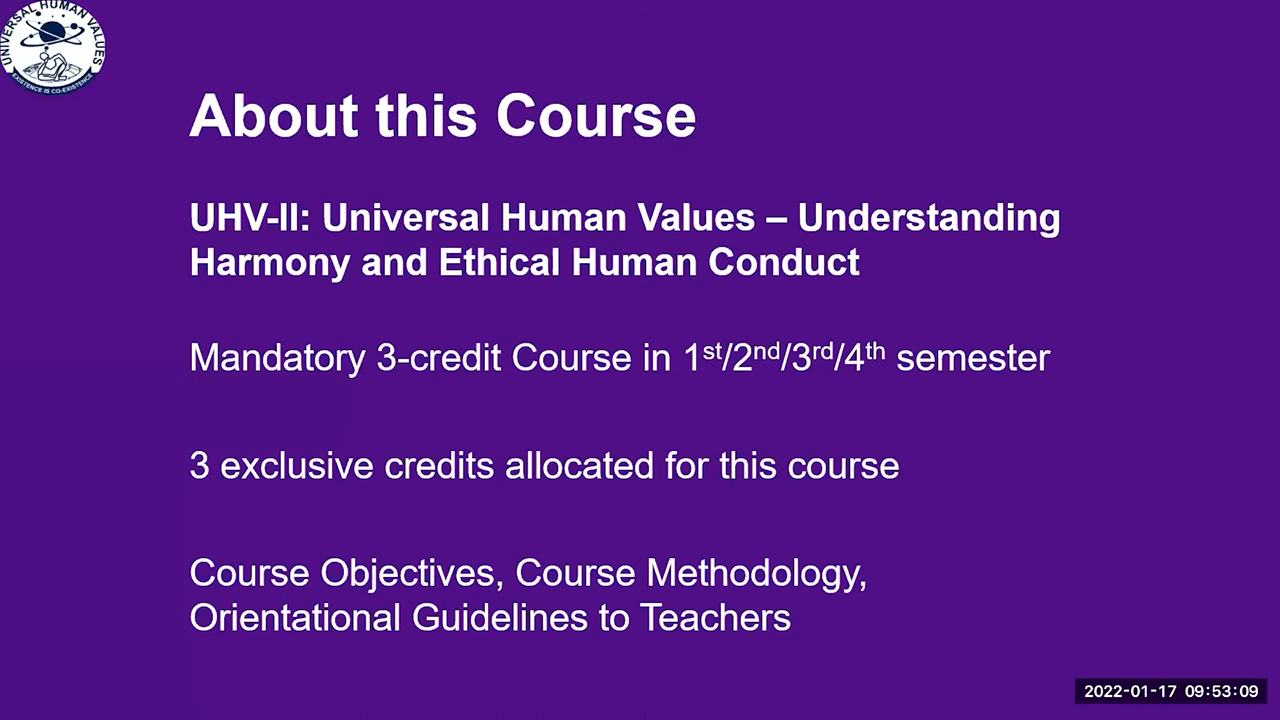 UNIVERSAL HUMAN VALUES
EXISTENCE IS CO-EXISTENCE
About this Course
UHV-II: Universal Human Values – Understanding
Harmony and Ethical Human Conduct
Mandatory 3-credit Course in 1st/2nd/3rd/4th semester
3 exclusive credits allocated for this course
Course Objectives, Course Methodology,
Orientational Guidelines to Teachers
2022-01-17 09:53:09